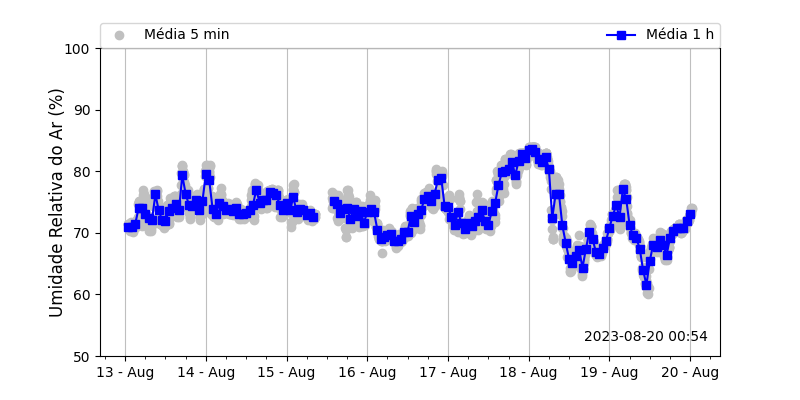 Média 5 min
Média 1 h
Umidade Relativa do Ar (%)
100
90
80
70
60
50
2023-08-20 00:54
13 - Aug
14 - Aug
15 - Aug
16 - Aug
17 - Aug
18 - Aug
19 - Aug
20 - Aug